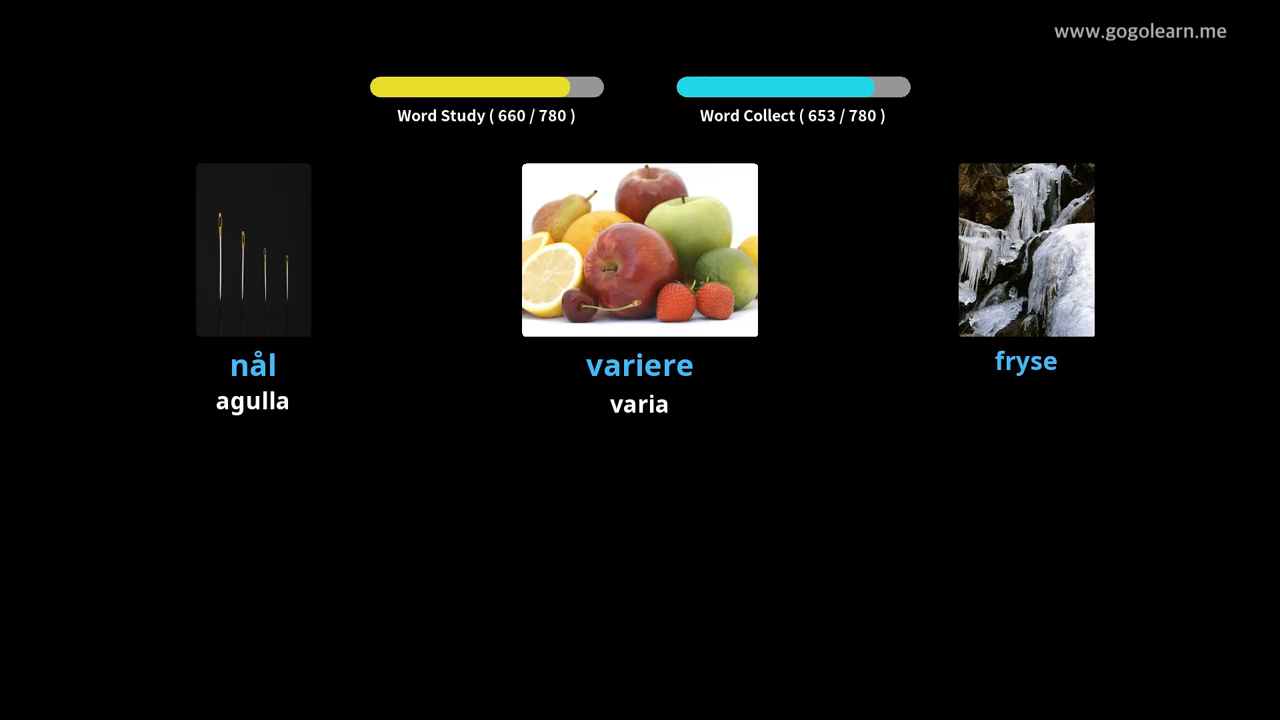 www.gogolearn.me
Word Study ( 660 / 780 )
Word Collect ( 653 / 780 )
nål
agulla
variere
varia
fryse